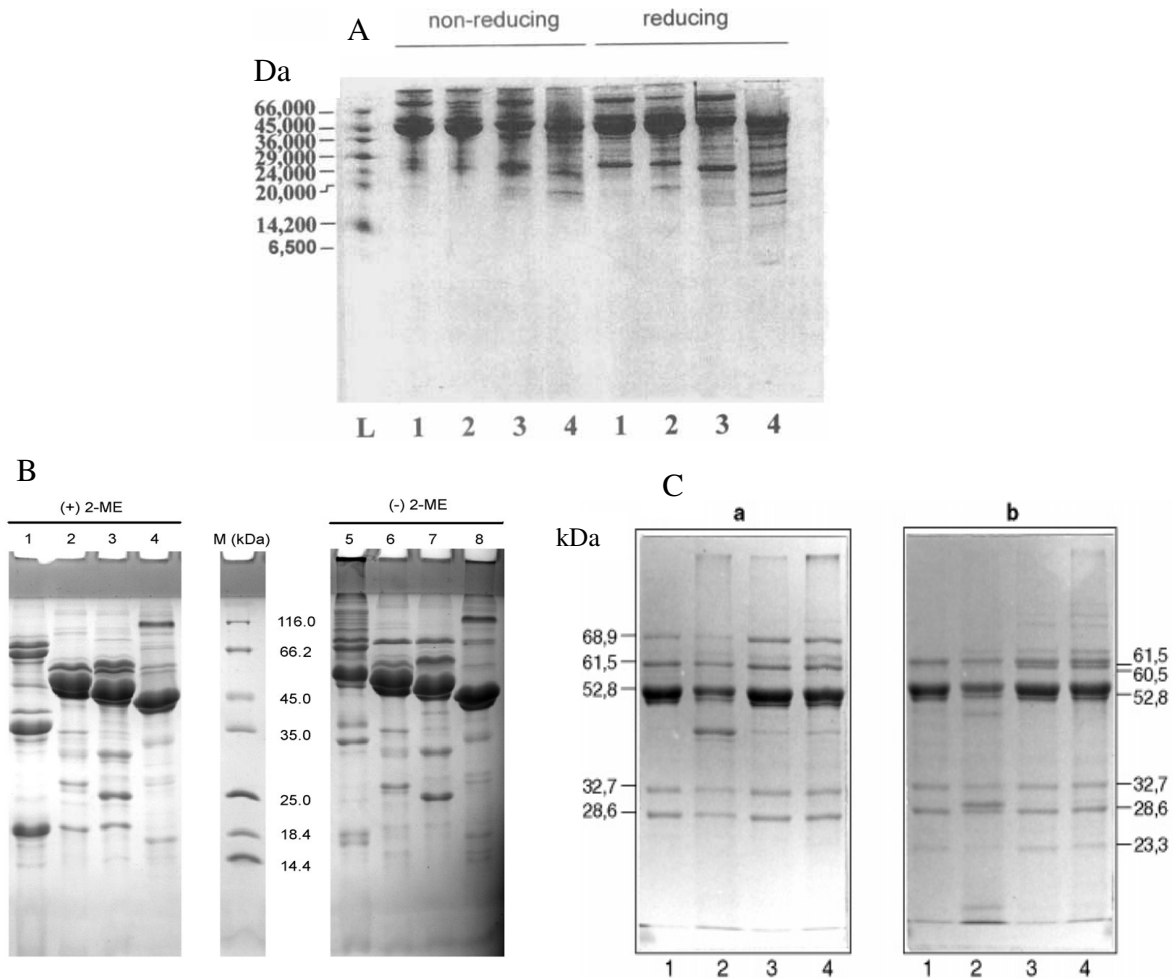 A
non-reducing reducing
Da
66,000
45,000
36,000
29,000
24,000
20,000
14,200
6,500
L 1 2 3 4 1 2 3 4
B
(+) 2-ME
(-) 2-ME
1 2 3 4
M (kDa)
5 6 7 8
116.0
66.2
45.0
35.0
25.0
18.4
14.4
C
a
b
kDa
68,9
61,5
52,8
32,7
28,6
61,5
60,5
52,8
32,7
28,6
23,3
1 2 3 4
1 2 3 4